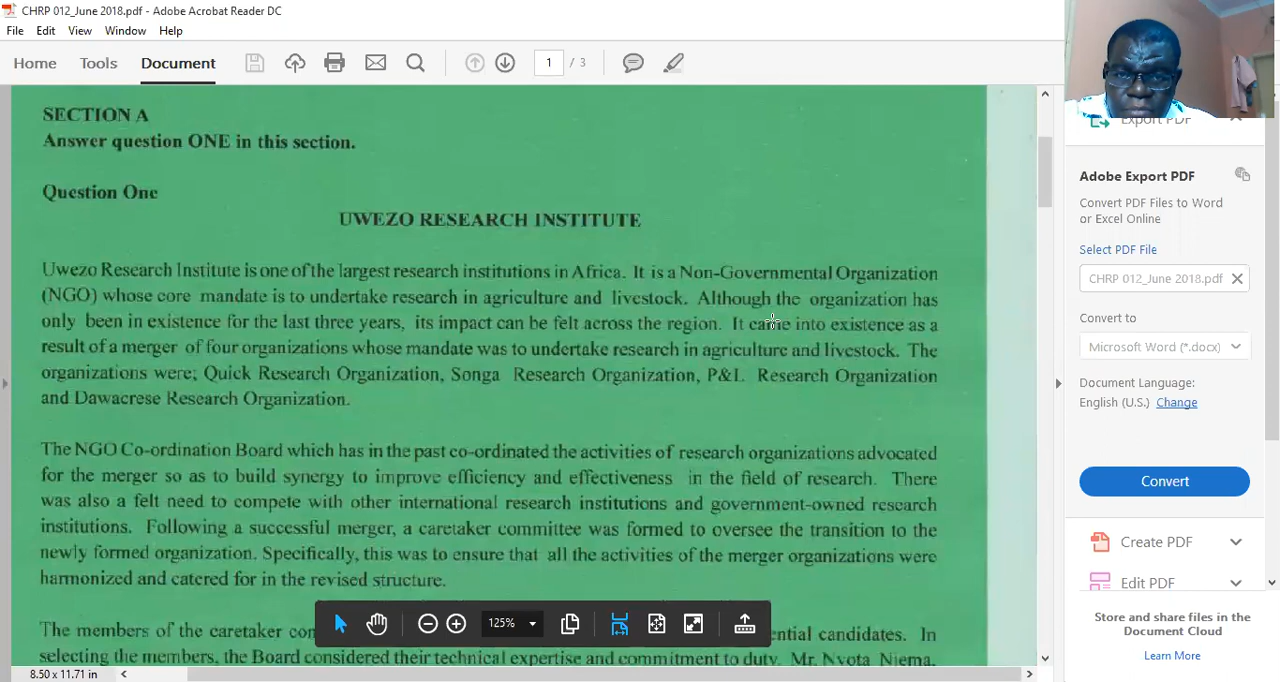 CHRP 012_June 2018.pdf - Adobe Acrobat Reader DC
File Edit View Window Help
Home Tools Document 1 / 3
SECTION A
Answer question ONE in this section.
Question One
UWEZO RESEARCH INSTITUTE
Uwezo Research Institute is one of the largest research institutions in Africa. It is a Non-Governmental Organization
(NGO) whose core mandate is to undertake research in agriculture and livestock. Although the organization has
only been in existence for the last three years, its impact can be felt across the region. It came into existence as a
result of a merger of four organizations whose mandate was to undertake research in agriculture and livestock. The
organizations were; Quick Research Organization, Songa Research Organization, P&L Research Organization
and Dawacrese Research Organization.
The NGO Co-ordination Board which has in the past co-ordinated the activities of research organizations advocated
for the merger so as to build synergy to improve efficiency and effectiveness in the field of research. There
was also a felt need to compete with other international research institutions and government-owned research
institutions. Following a successful merger, a caretaker committee was formed to oversee the transition to the
newly formed organization. Specifically, this was to ensure that all the activities of the merger organizations were
harmonized and catered for in the revised structure.
The members of the caretaker con ential candidates. In
selecting the members, the Board considered their technical expertise and commitment to duty. Mr. Nyota Njema,
125%
8.50 x 11.71 in
Export PDF
Adobe Export PDF
Convert PDF Files to Word
or Excel Online
Select PDF File
CHRP 012_June 2018.pdf
Convert to
Microsoft Word (*.docx)
Document Language:
English (U.S.) Change
Convert
Create PDF
Edit PDF
Store and share files in the
Document Cloud
Learn More